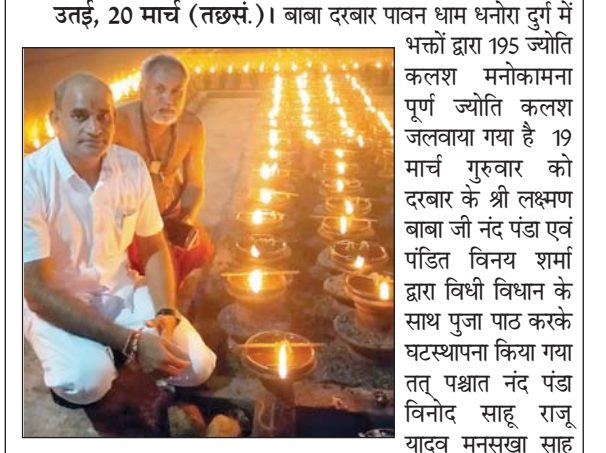 उतई, 20 मार्च (तछसं.)। बाबा दरबार पावन धाम धनोरा दुर्ग में
भक्तों द्वारा 195 ज्योति
कलश मनोकामना
पूर्ण ज्योति कलश
जलवाया गया है 19
मार्च गुरुवार को
दरबार के श्री लक्ष्मण
बाबा जी नंद पंडा एवं
पंडित विनय शर्मा
द्वारा विधी विधान के
साथ पुजा पाठ करके
घटस्थापना किया गया
तत् पश्चात नंद पंडा
विनोद साहू राजू
यादव मनसखा साहू